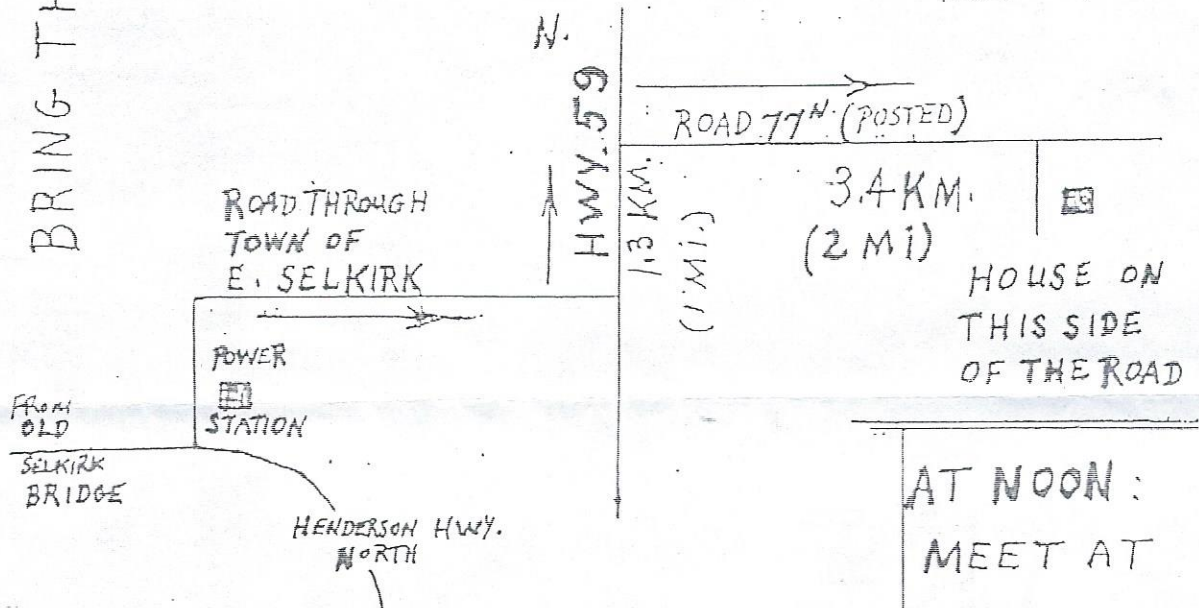 BRING TH
N.
Hwy. 59
ROAD 77N. (POSTED)
1.3 KM.
(1 Mi.)
3.4 KM.
(2 Mi)
HOUSE ON
THIS SIDE
OF THE ROAD
ROAD THROUGH
TOWN OF
E. SELKIRK
POWER
STATION
FROM
OLD
SELKIRK
BRIDGE
HENDERSON HWY.
NORTH
AT NOON:
MEET AT